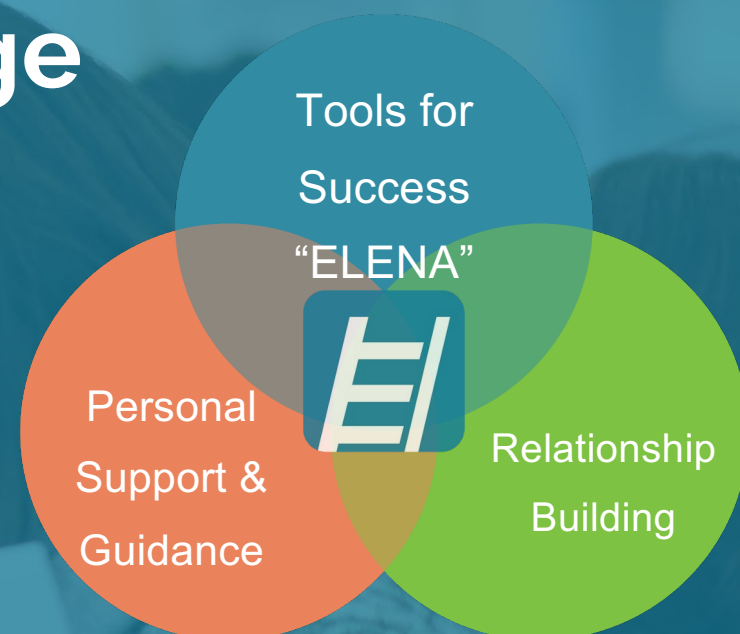 ge
Tools for
Success
“ELENA”
Personal
Support &
Guidance
Relationship
Building